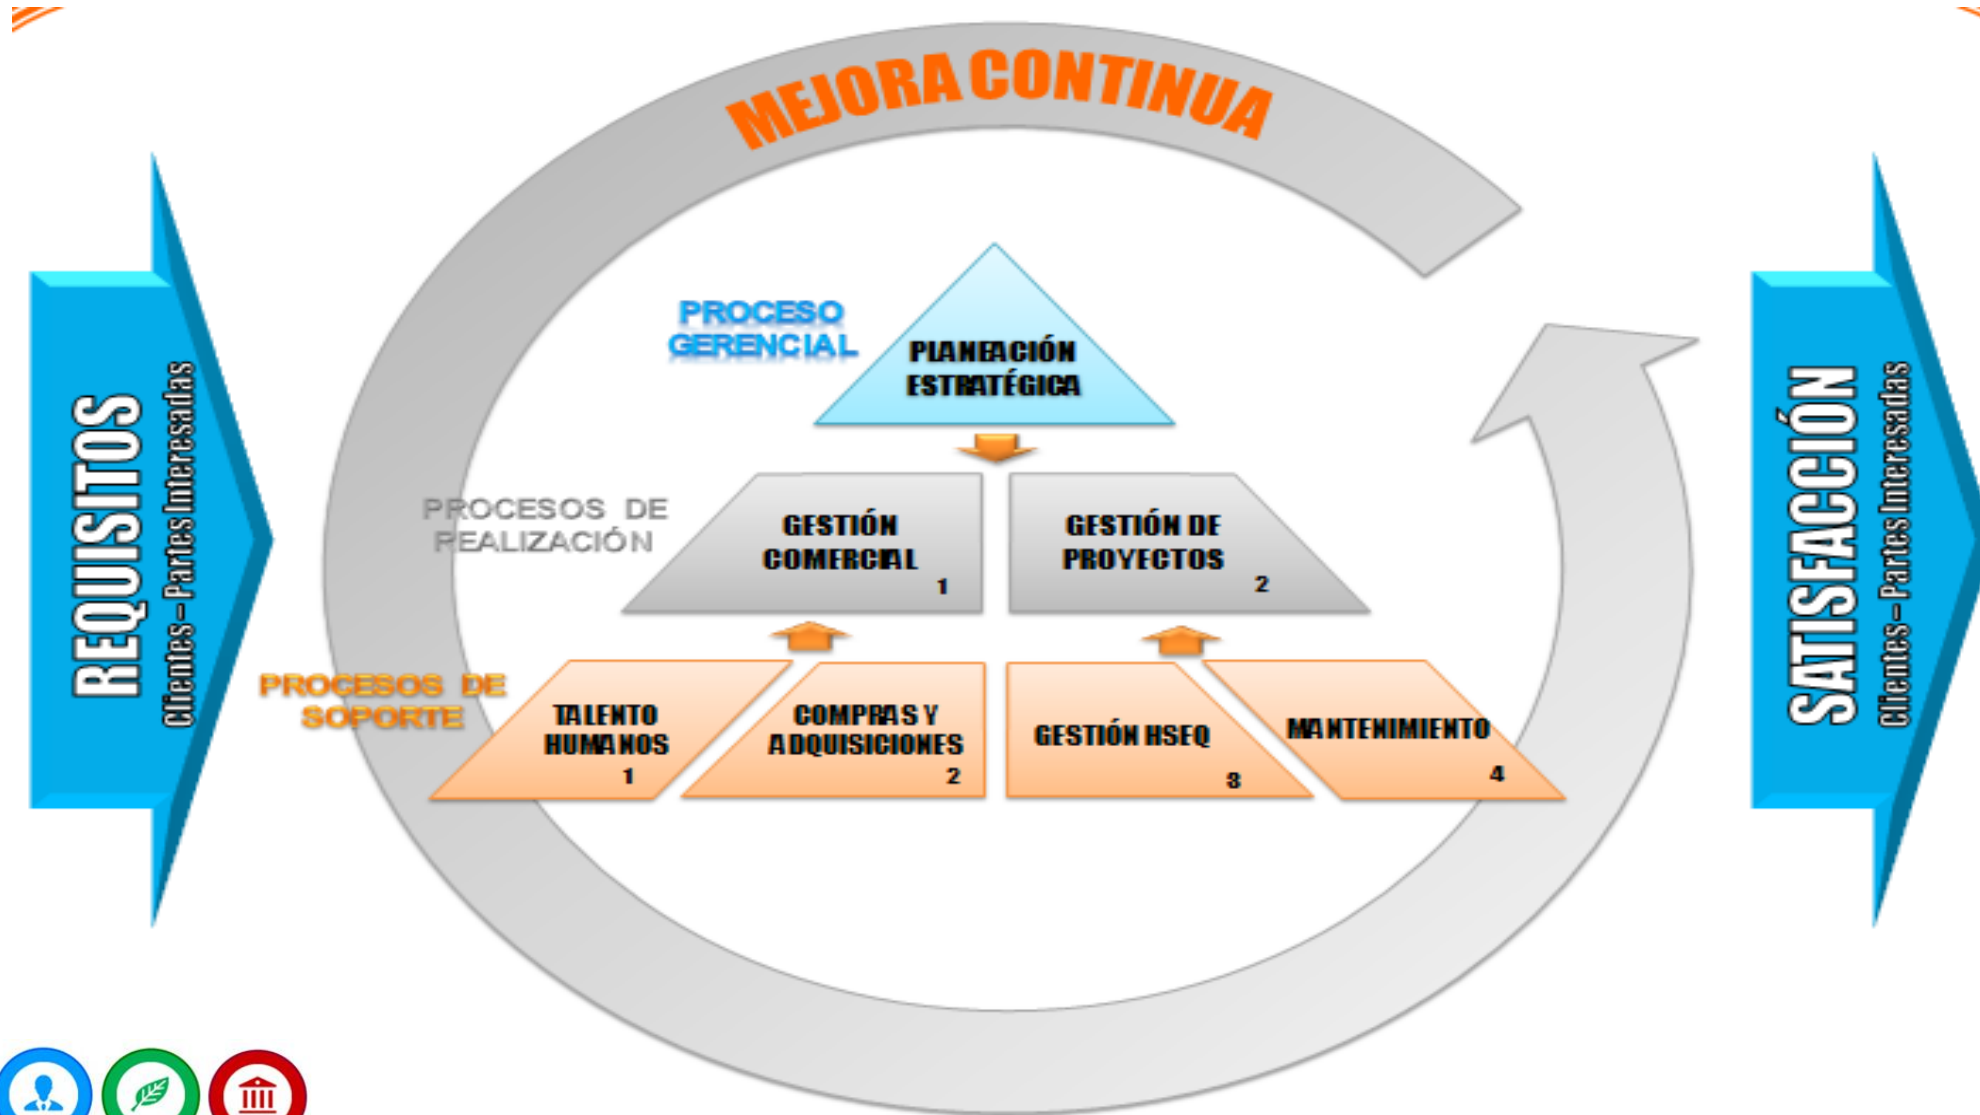 MEJORA CONTINUA
REQUISITOS
Clientes – Partes Interesadas
PROCESO
GERENCIAL
PLANEACIÓN
ESTRATÉGICA
PROCESOS DE
REALIZACIÓN
GESTIÓN
COMERCIAL
1
GESTIÓN DE
PROYECTOS
2
PROCESOS DE
SOPORTE
TALENTO
HUMANOS
1
COMPRAS Y
ADQUISICIONES
2
GESTIÓN HSEQ
3
MANTENIMIENTO
4
SATISFACCIÓN
Clientes – Partes Interesadas